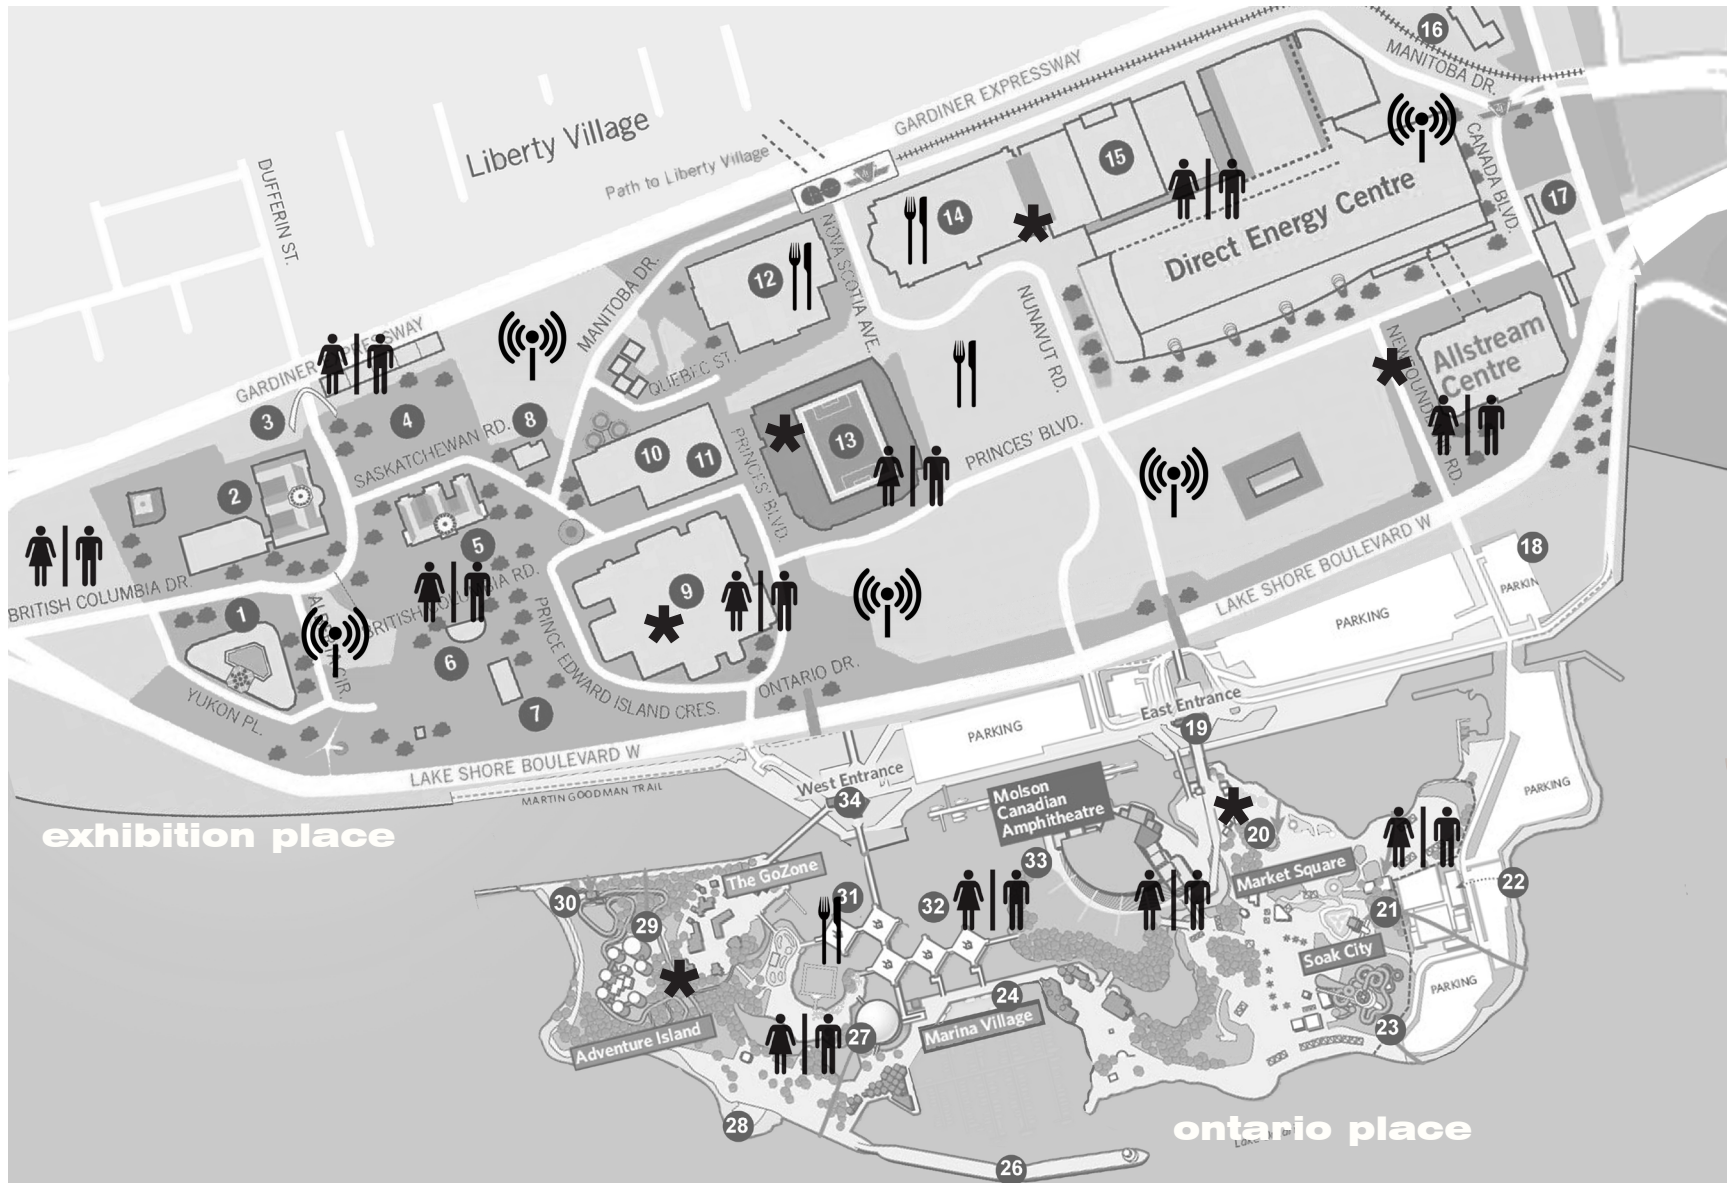 16
MANITOBA DR.
GARDINER EXPRESSWAY
Liberty Village
Path to Liberty Village
DUFFERIN ST.
CANADA BLVD.
15
14
17
Direct Energy Centre
NOVA SCOTIA AVE.
12
MANITOBA DR.
NUNAVUT RD.
QUEBEC ST.
Allstream
Centre
GARDINER
PRESSWAY
3
4
8
SASKATCHEWAN RD.
10
11
13
PRINCES' BLVD.
PRINCES' BLVD.
RD.
2
5
BRITISH COLUMBIA DR.
RD.
1
9
6
7
YUKON PL.
CIR.
PRINCE EDWARD ISLAND CRES.
ONTARIO DR.
LAKE SHORE BOULEVARD W
18
PARKIN
PARKING
LAKE SHORE BOULEVARD W
MARTIN GOODMAN TRAIL
exhibition place
East Entrance
19
PARKING
West Entrance
34
Molson
Canadian
Amphitheatre
PARKING
20
33
Market Square
The GoZone
22
30
31
32
29
21
Soak City
PARKING
24
Marina Village
Adventure Island
27
23
28
ontario place
26